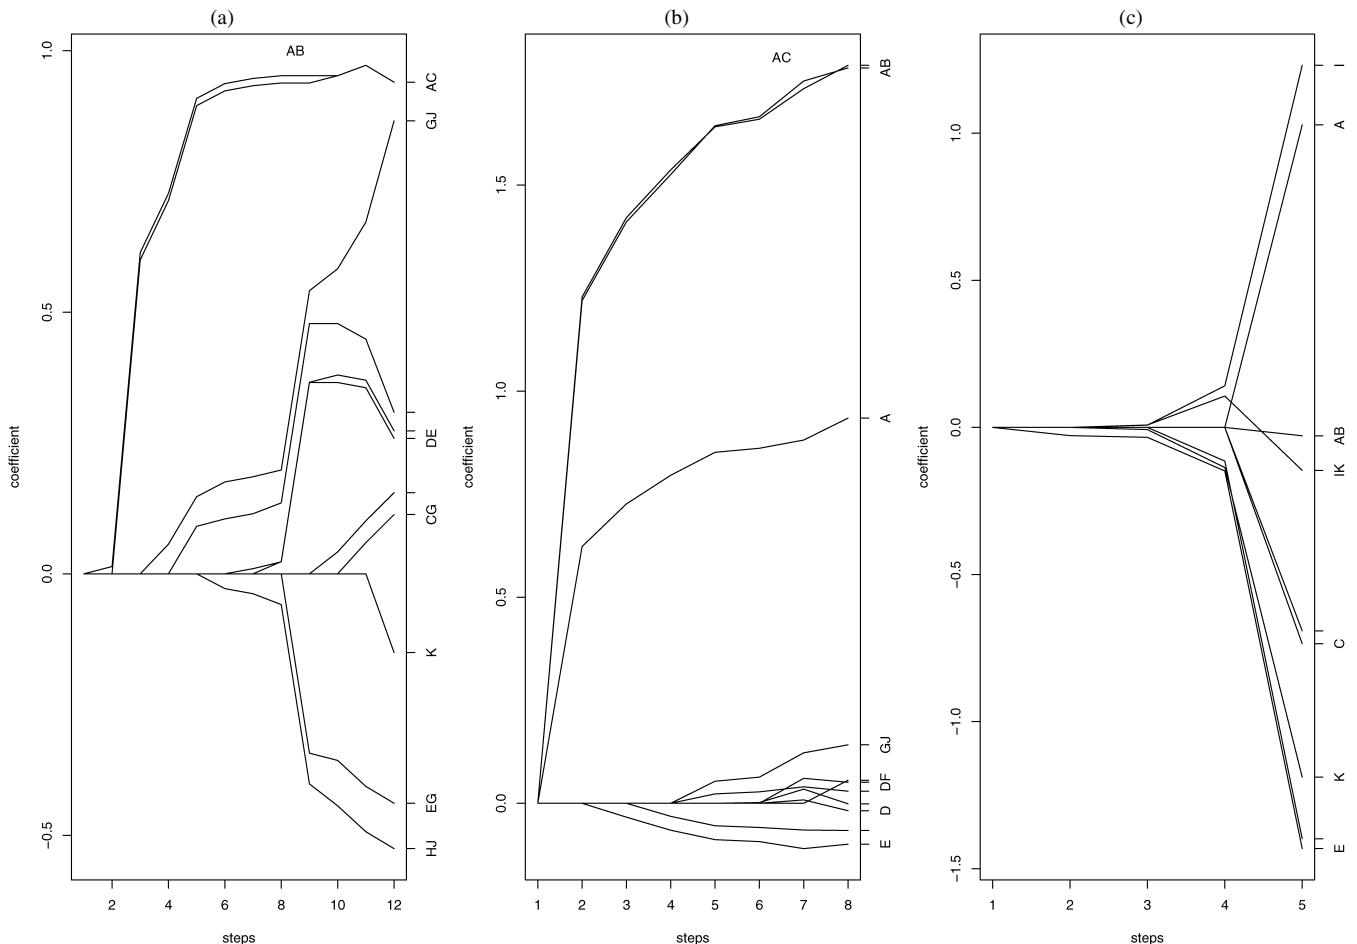 (a)
AB
1.0
0.5
0.0
−0.5
coefficient
2
4
6
8
10
12
steps
AC
GJ
DE
CG
K
EG
HJ
(b)
AC
1.5
1.0
0.5
0.0
coefficient
1
2
3
4
5
6
7
8
steps
AB
A
GJ
DF
D
E
(c)
1.0
0.5
0.0
−0.5
−1.0
−1.5
coefficient
1
2
3
4
5
steps
I
A
AB
IK
C
K
E